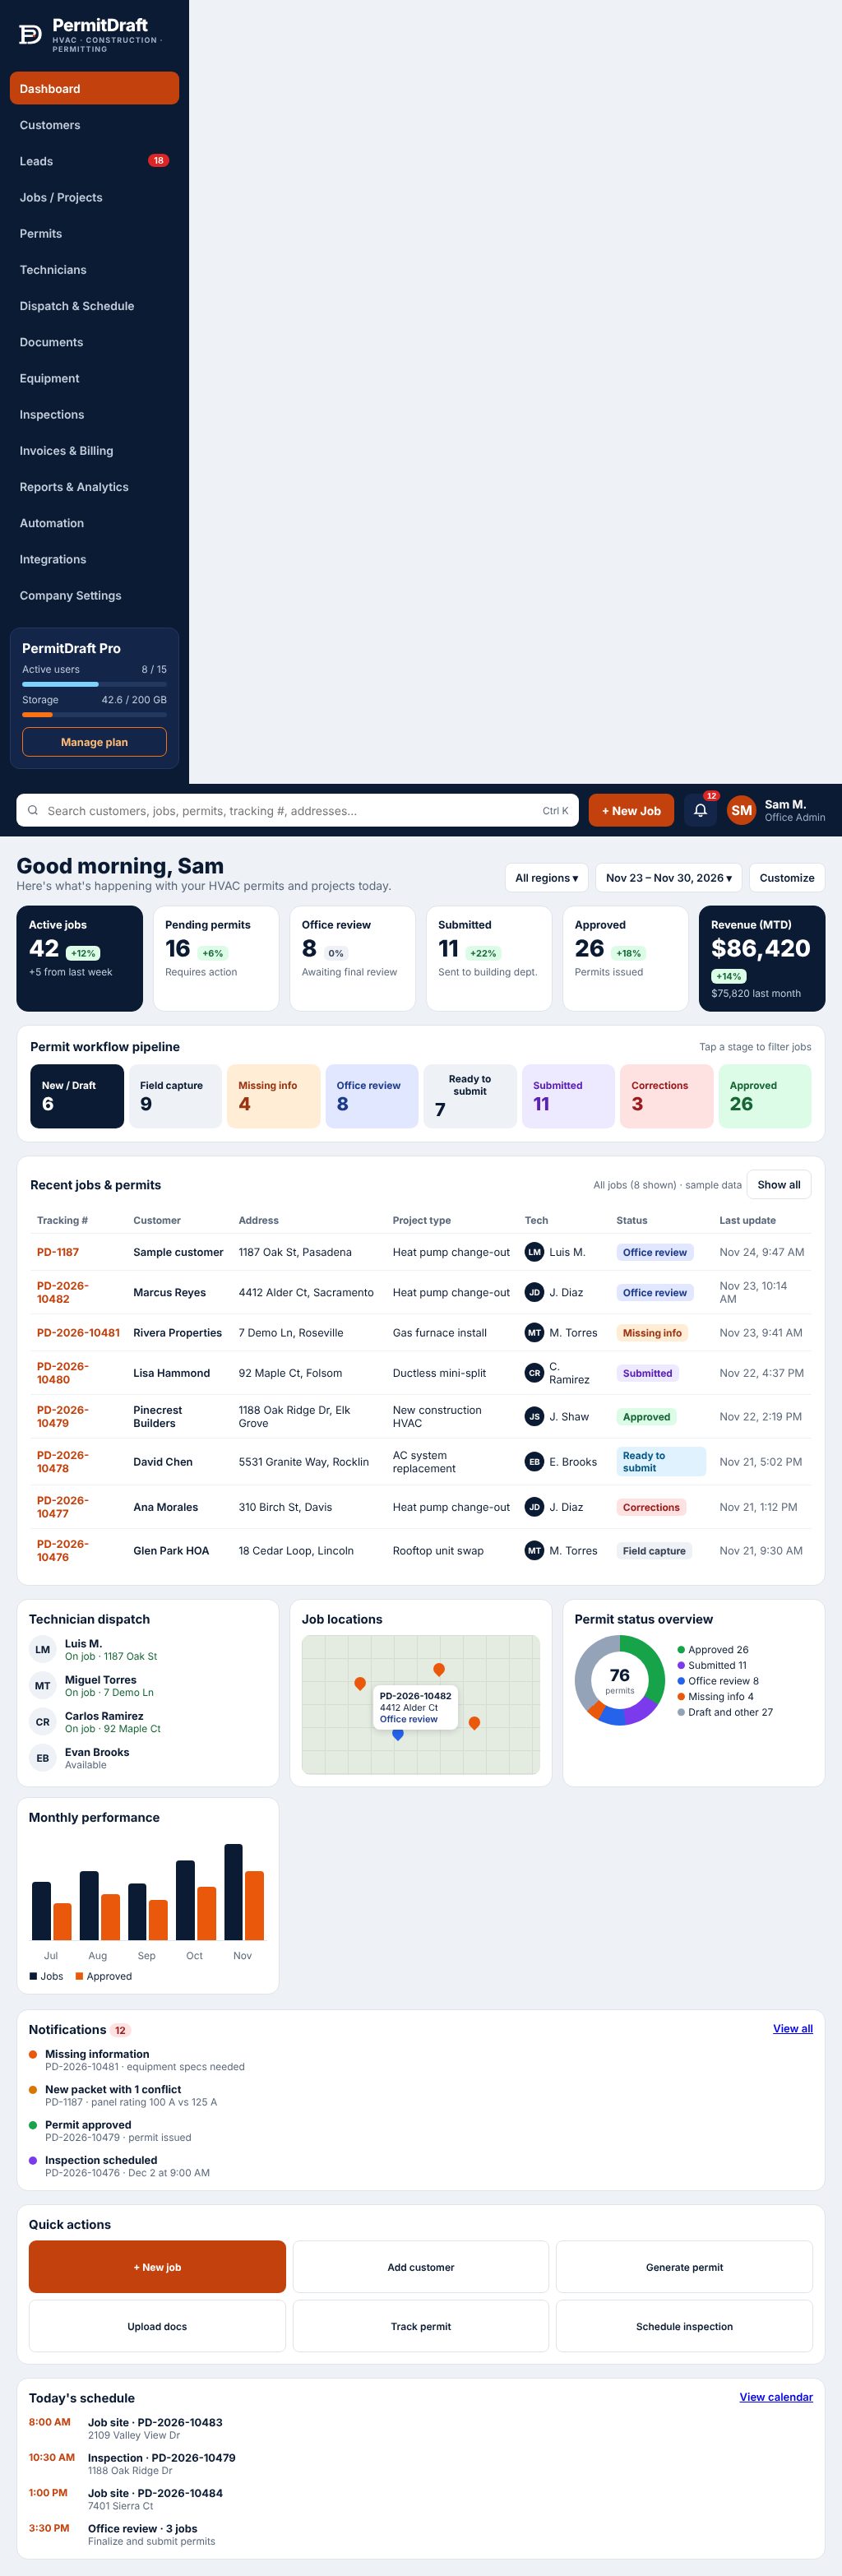 PermitDraft
HVAC · CONSTRUCTION ·
PERMITTING
Dashboard
Customers
Leads 18
Jobs / Projects
Permits
Technicians
Dispatch & Schedule
Documents
Equipment
Inspections
Invoices & Billing
Reports & Analytics
Automation
Integrations
Company Settings
PermitDraft Pro
Active users 8 / 15
Storage 42.6 / 200 GB
Manage plan
Search customers, jobs, permits, tracking #, addresses... Ctrl K
+ New Job
12
SM
Sam M.
Office Admin
Good morning, Sam
Here's what's happening with your HVAC permits and projects today.
All regions ▾
Nov 23 – Nov 30, 2026 ▾
Customize
Active jobs
42 +12%
+5 from last week
Pending permits
16 +6%
Requires action
Office review
8 0%
Awaiting final review
Submitted
11 +22%
Sent to building dept.
Approved
26 +18%
Permits issued
Revenue (MTD)
$86,420
+14%
$75,820 last month
Permit workflow pipeline
Tap a stage to filter jobs
New / Draft
6
Field capture
9
Missing info
4
Office review
8
Ready to
submit
7
Submitted
11
Corrections
3
Approved
26
Recent jobs & permits
All jobs (8 shown) · sample data
Show all
Tracking # Customer Address Project type Tech Status Last update
PD-1187 Sample customer 1187 Oak St, Pasadena Heat pump change-out LM Luis M. Office review Nov 24, 9:47 AM
PD-2026-
10482 Marcus Reyes 4412 Alder Ct, Sacramento Heat pump change-out JD J. Diaz Office review Nov 23, 10:14
AM
PD-2026-10481 Rivera Properties 7 Demo Ln, Roseville Gas furnace install MT M. Torres Missing info Nov 23, 9:41 AM
PD-2026-
10480 Lisa Hammond 92 Maple Ct, Folsom Ductless mini-split CR C.
Ramirez Submitted Nov 22, 4:37 PM
PD-2026-
10479 Pinecrest
Builders 1188 Oak Ridge Dr, Elk
Grove New construction
HVAC JS J. Shaw Approved Nov 22, 2:19 PM
PD-2026-
10478 David Chen 5531 Granite Way, Rocklin AC system
replacement EB E. Brooks Ready to
submit Nov 21, 5:02 PM
PD-2026-
10477 Ana Morales 310 Birch St, Davis Heat pump change-out JD J. Diaz Corrections Nov 21, 1:12 PM
PD-2026-
10476 Glen Park HOA 18 Cedar Loop, Lincoln Rooftop unit swap MT M. Torres Field capture Nov 21, 9:30 AM
Technician dispatch
LM Luis M.
On job · 1187 Oak St
MT Miguel Torres
On job · 7 Demo Ln
CR Carlos Ramirez
On job · 92 Maple Ct
EB Evan Brooks
Available
Job locations
PD-2026-10482
4412 Alder Ct
Office review
Permit status overview
76
permits
Approved 26
Submitted 11
Office review 8
Missing info 4
Draft and other 27
Monthly performance
Jul Aug Sep Oct Nov
Jobs Approved
Notifications 12
View all
Missing information
PD-2026-10481 · equipment specs needed
New packet with 1 conflict
PD-1187 · panel rating 100 A vs 125 A
Permit approved
PD-2026-10479 · permit issued
Inspection scheduled
PD-2026-10476 · Dec 2 at 9:00 AM
Quick actions
+ New job
Add customer
Generate permit
Upload docs
Track permit
Schedule inspection
Today's schedule
View calendar
8:00 AM Job site · PD-2026-10483
2109 Valley View Dr
10:30 AM Inspection · PD-2026-10479
1188 Oak Ridge Dr
1:00 PM Job site · PD-2026-10484
7401 Sierra Ct
3:30 PM Office review · 3 jobs
Finalize and submit permits